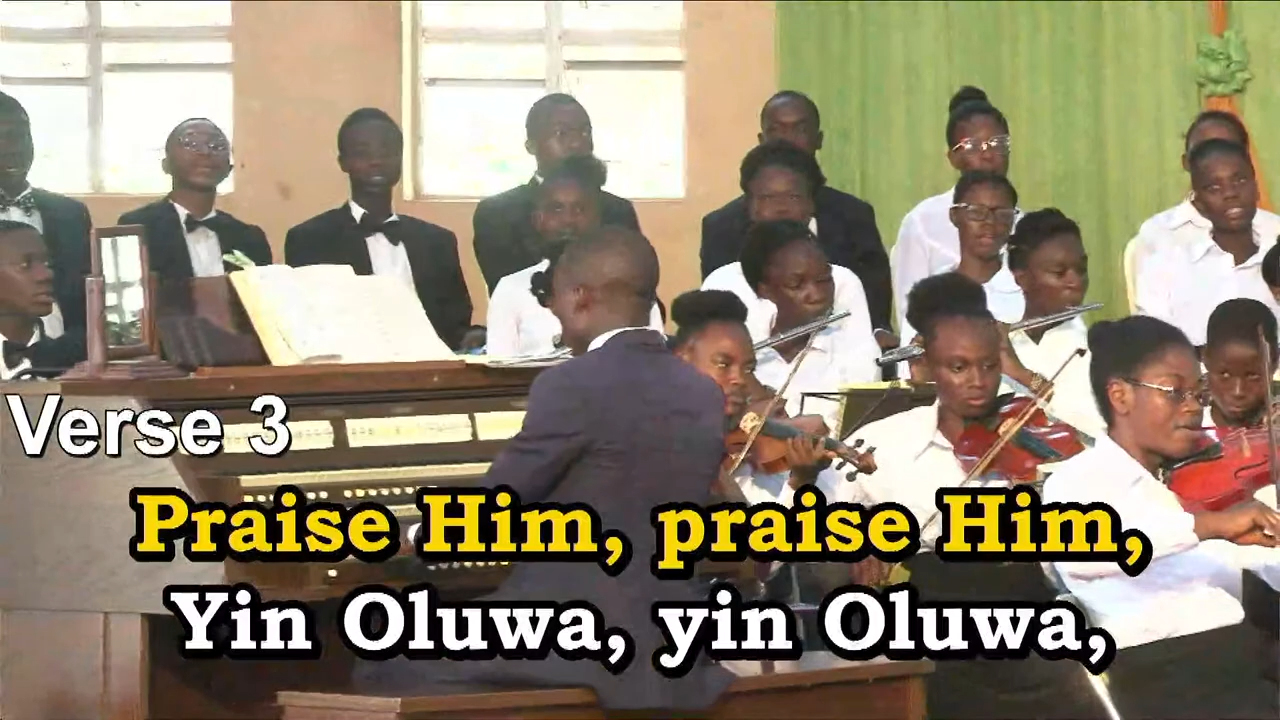 Verse 3
Praise Him, praise Him,
Yin Oluwa, yin Oluwa,